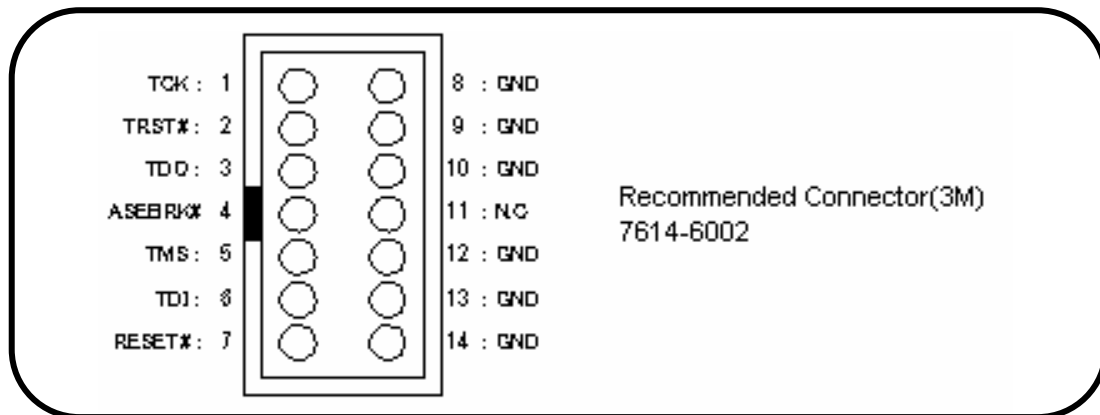 TCK : 1
TRST# : 2
TDO : 3
ASEBRK# 4
TMS : 5
TDI : 6
RESET# : 7
8 : GND
9 : GND
10 : GND
11 : N.C
12 : GND
13 : GND
14 : GND
Recommended Connector(3M)
7614-6002